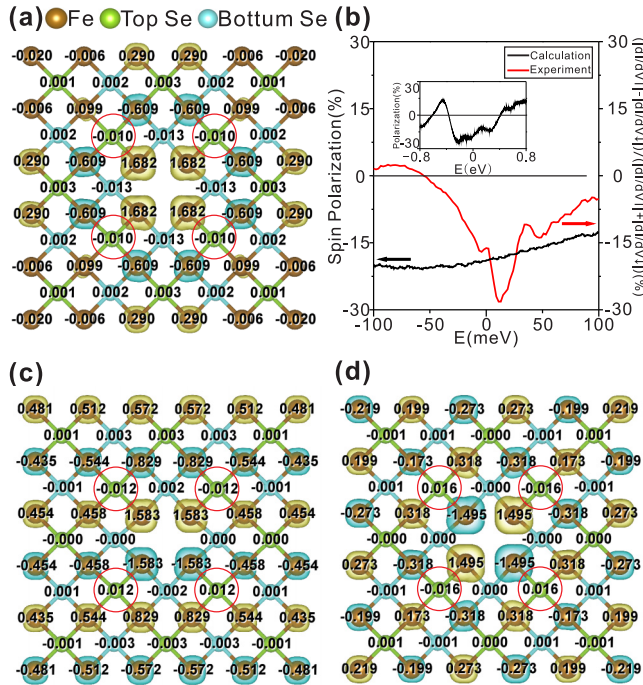 (a)
Fe Top Se Bottum Se
-0.020 -0.006 0.290 0.290 -0.006 -0.020
0.001 0.002 0.003 0.002 0.001
-0.006 0.099 -0.609 -0.609 0.099 -0.006
0.002 -0.010 -0.013 -0.010 0.002
0.290 -0.609 1.682 1.682 -0.609 0.290
0.003 -0.013 -0.013 0.003
0.290 -0.609 1.682 1.682 -0.609 0.290
0.002 -0.010 -0.013 -0.010 0.002
-0.006 0.099 -0.609 -0.609 0.099 -0.006
0.001 0.002 0.003 0.002 0.001
-0.020 -0.006 0.290 0.290 -0.006 -0.020
(b)
Spin Polarization(%)
30
15
0
-15
-30
-100 -50 0 50 100
E(meV)
Calculation
Experiment
Polarization(%)
30
0
-30
-0.8 0 0.8
E(eV)
30
15
0
-15
-30
(c)
0.481 0.512 0.572 0.572 0.512 0.481
0.001 0.003 0.003 0.003 0.001
-0.435 -0.544 -0.829 -0.829 -0.544 -0.435
-0.001 -0.012 0.002 -0.012 -0.001
0.454 0.458 1.583 1.583 0.458 0.454
-0.000 -0.000 -0.000 -0.000
-0.454 -0.458 -1.583 -1.583 -0.458 -0.454
0.001 0.012 -0.002 0.012 0.001
0.435 0.544 0.829 0.829 0.544 0.435
-0.001 -0.003 -0.003 -0.003 -0.001
-0.481 -0.512 -0.572 -0.572 -0.512 -0.481
(d)
-0.219 0.199 -0.273 0.273 -0.199 0.219
-0.001 0.001 -0.000 -0.001 0.001
0.199 -0.173 0.318 -0.318 0.173 -0.199
0.001 0.016 -0.000 -0.016 -0.001
-0.273 0.318 -1.495 1.495 -0.318 0.273
0.000 0.000 0.000 0.000
0.273 -0.318 1.495 -1.495 0.318 -0.273
-0.001 -0.016 0.000 0.016 0.001
-0.199 0.173 -0.318 0.318 -0.173 0.199
0.001 -0.001 0.000 0.001 -0.001
0.219 -0.199 0.273 -0.273 0.199 -0.219